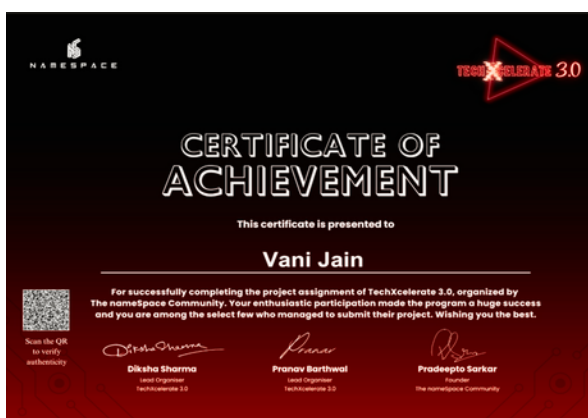 NAMESPACE
TECHXCELERATE 3.0
CERTIFICATE OF
ACHIEVEMENT
This certificate is presented to
Vani Jain
For successfully completing the project assignment of TechXcelerate 3.0, organized by
The nameSpace Community. Your enthusiastic participation made the program a huge success
and you are among the select few who managed to submit their project. Wishing you the best.
Scan the QR
to verify
authenticity
Diksha Sharma
Pranav
Diksha Sharma
Pranav Barthwal
Pradeepto Sarkar
Lead Organiser
Lead Organiser
Founder
TechXcelerate 3.0
TechXcelerate 3.0
The nameSpace Community